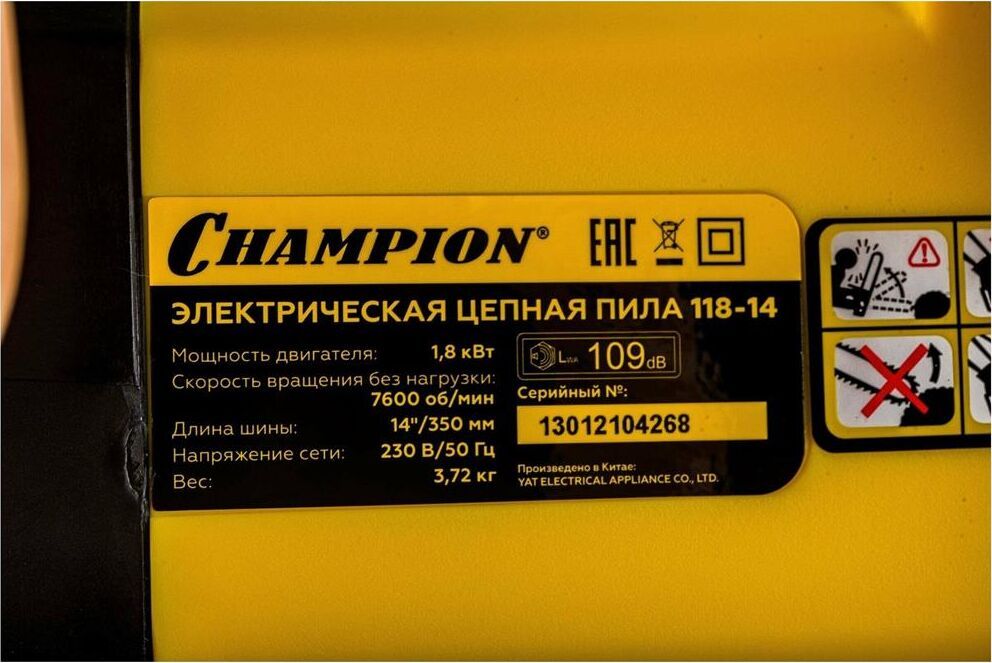 CHAMPION® EAC
ЭЛЕКТРИЧЕСКАЯ ЦЕПНАЯ ПИЛА 118-14
Мощность двигателя: 1,8 кВт
Скорость вращения без нагрузки:
7600 об/мин
Длина шины: 14"/350 мм
Напряжение сети: 230 В/50 Гц
Вес: 3,72 кг
LWA 109dB
Серийный №:
13012104268
Произведено в Китае:
YAT ELECTRICAL APPLIANCE CO., LTD.